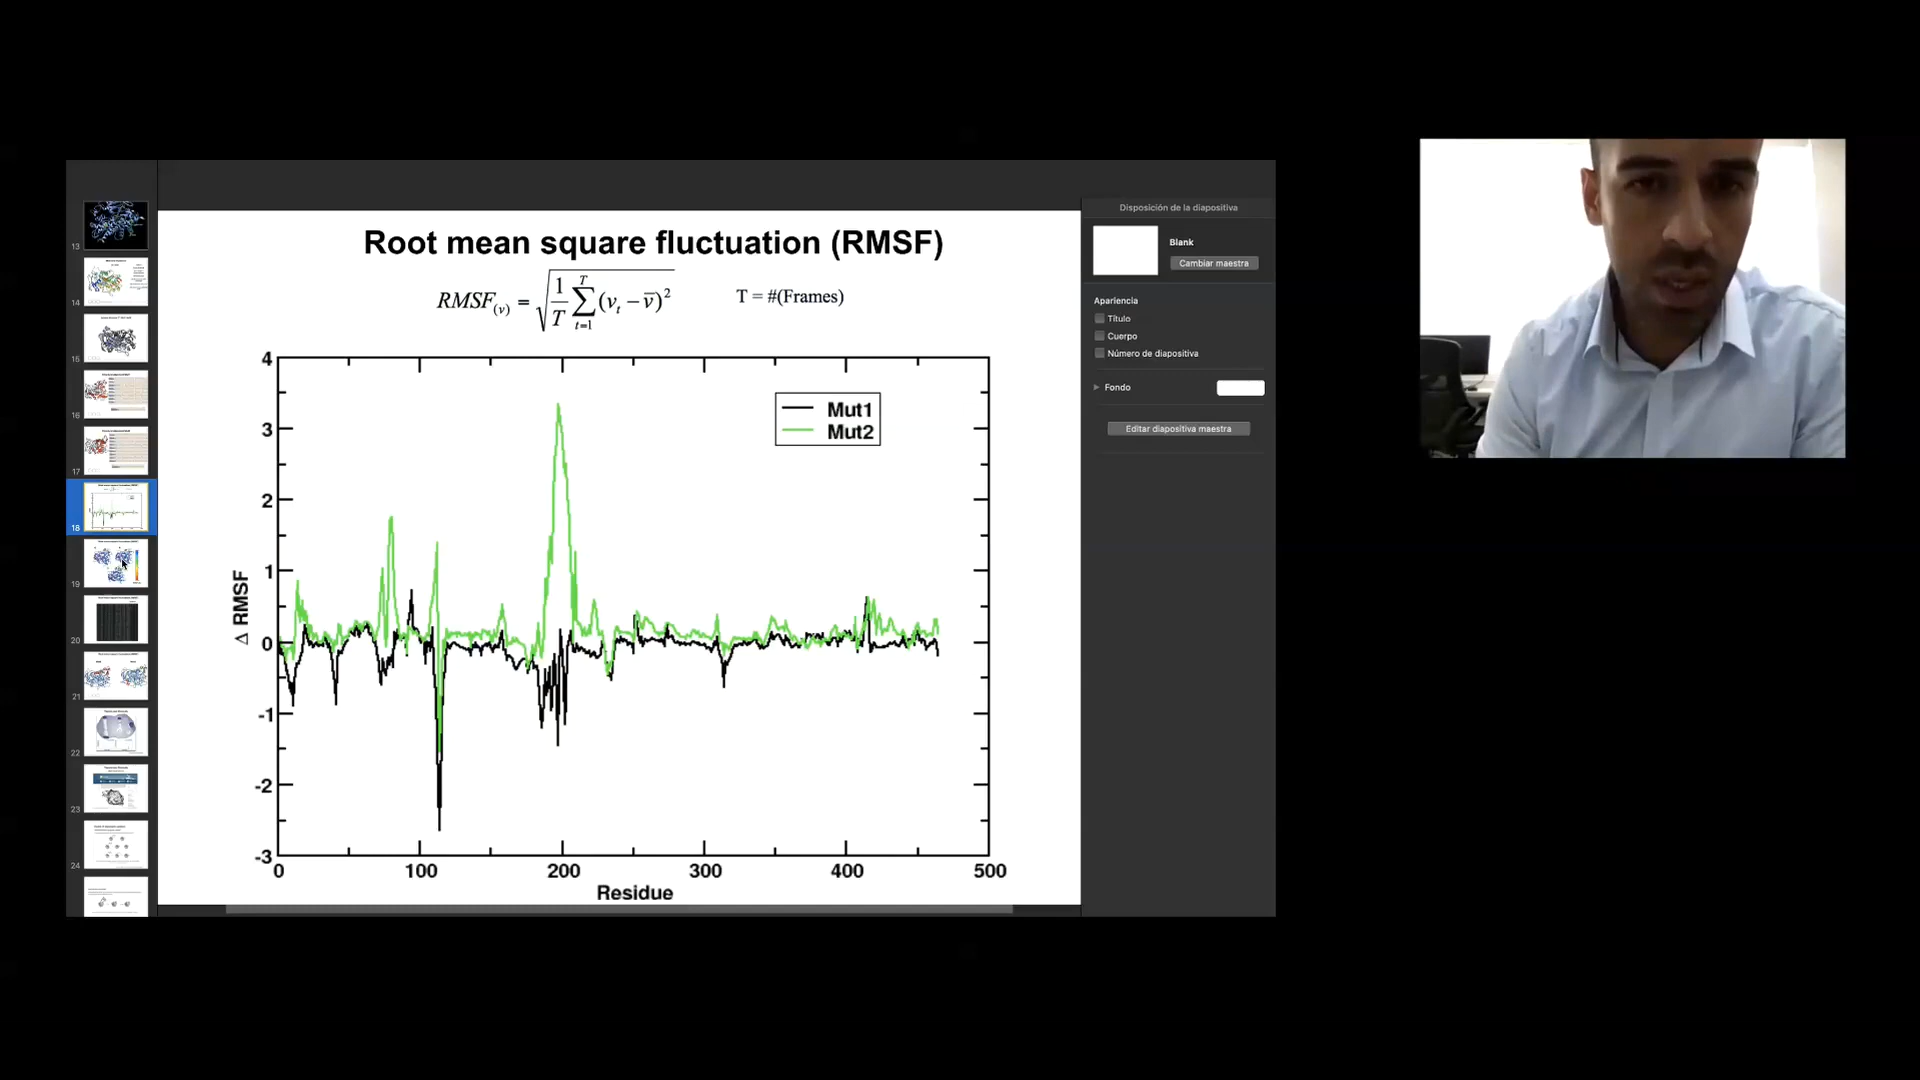 13
14
15
16
17
18
19
20
21
22
23
24
Root mean square fluctuation (RMSF)
RMSF(v) = √ 1/T T Σ t=1 (vt − v̄)²
T = #(Frames)
Mut1
Mut2
4
3
2
1
0
-1
-2
-3
Δ RMSF
0 100 200 300 400 500
Residue
Disposición de la diapositiva
Blank
Cambiar maestra
Apariencia
Título
Cuerpo
Número de diapositiva
Fondo
Editar diapositiva maestra